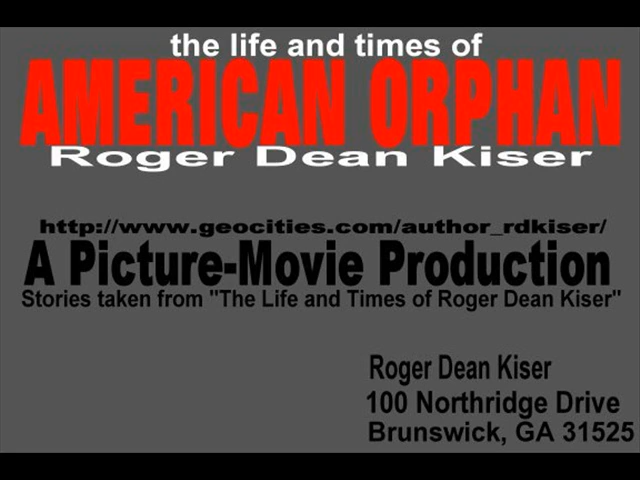 the life and times of
AMERICAN ORPHAN
Roger Dean Kiser
http://www.geocities.com/author_rdkiser/
A Picture-Movie Production
Stories taken from "The Life and Times of Roger Dean Kiser"
Roger Dean Kiser
100 Northridge Drive
Brunswick, GA 31525